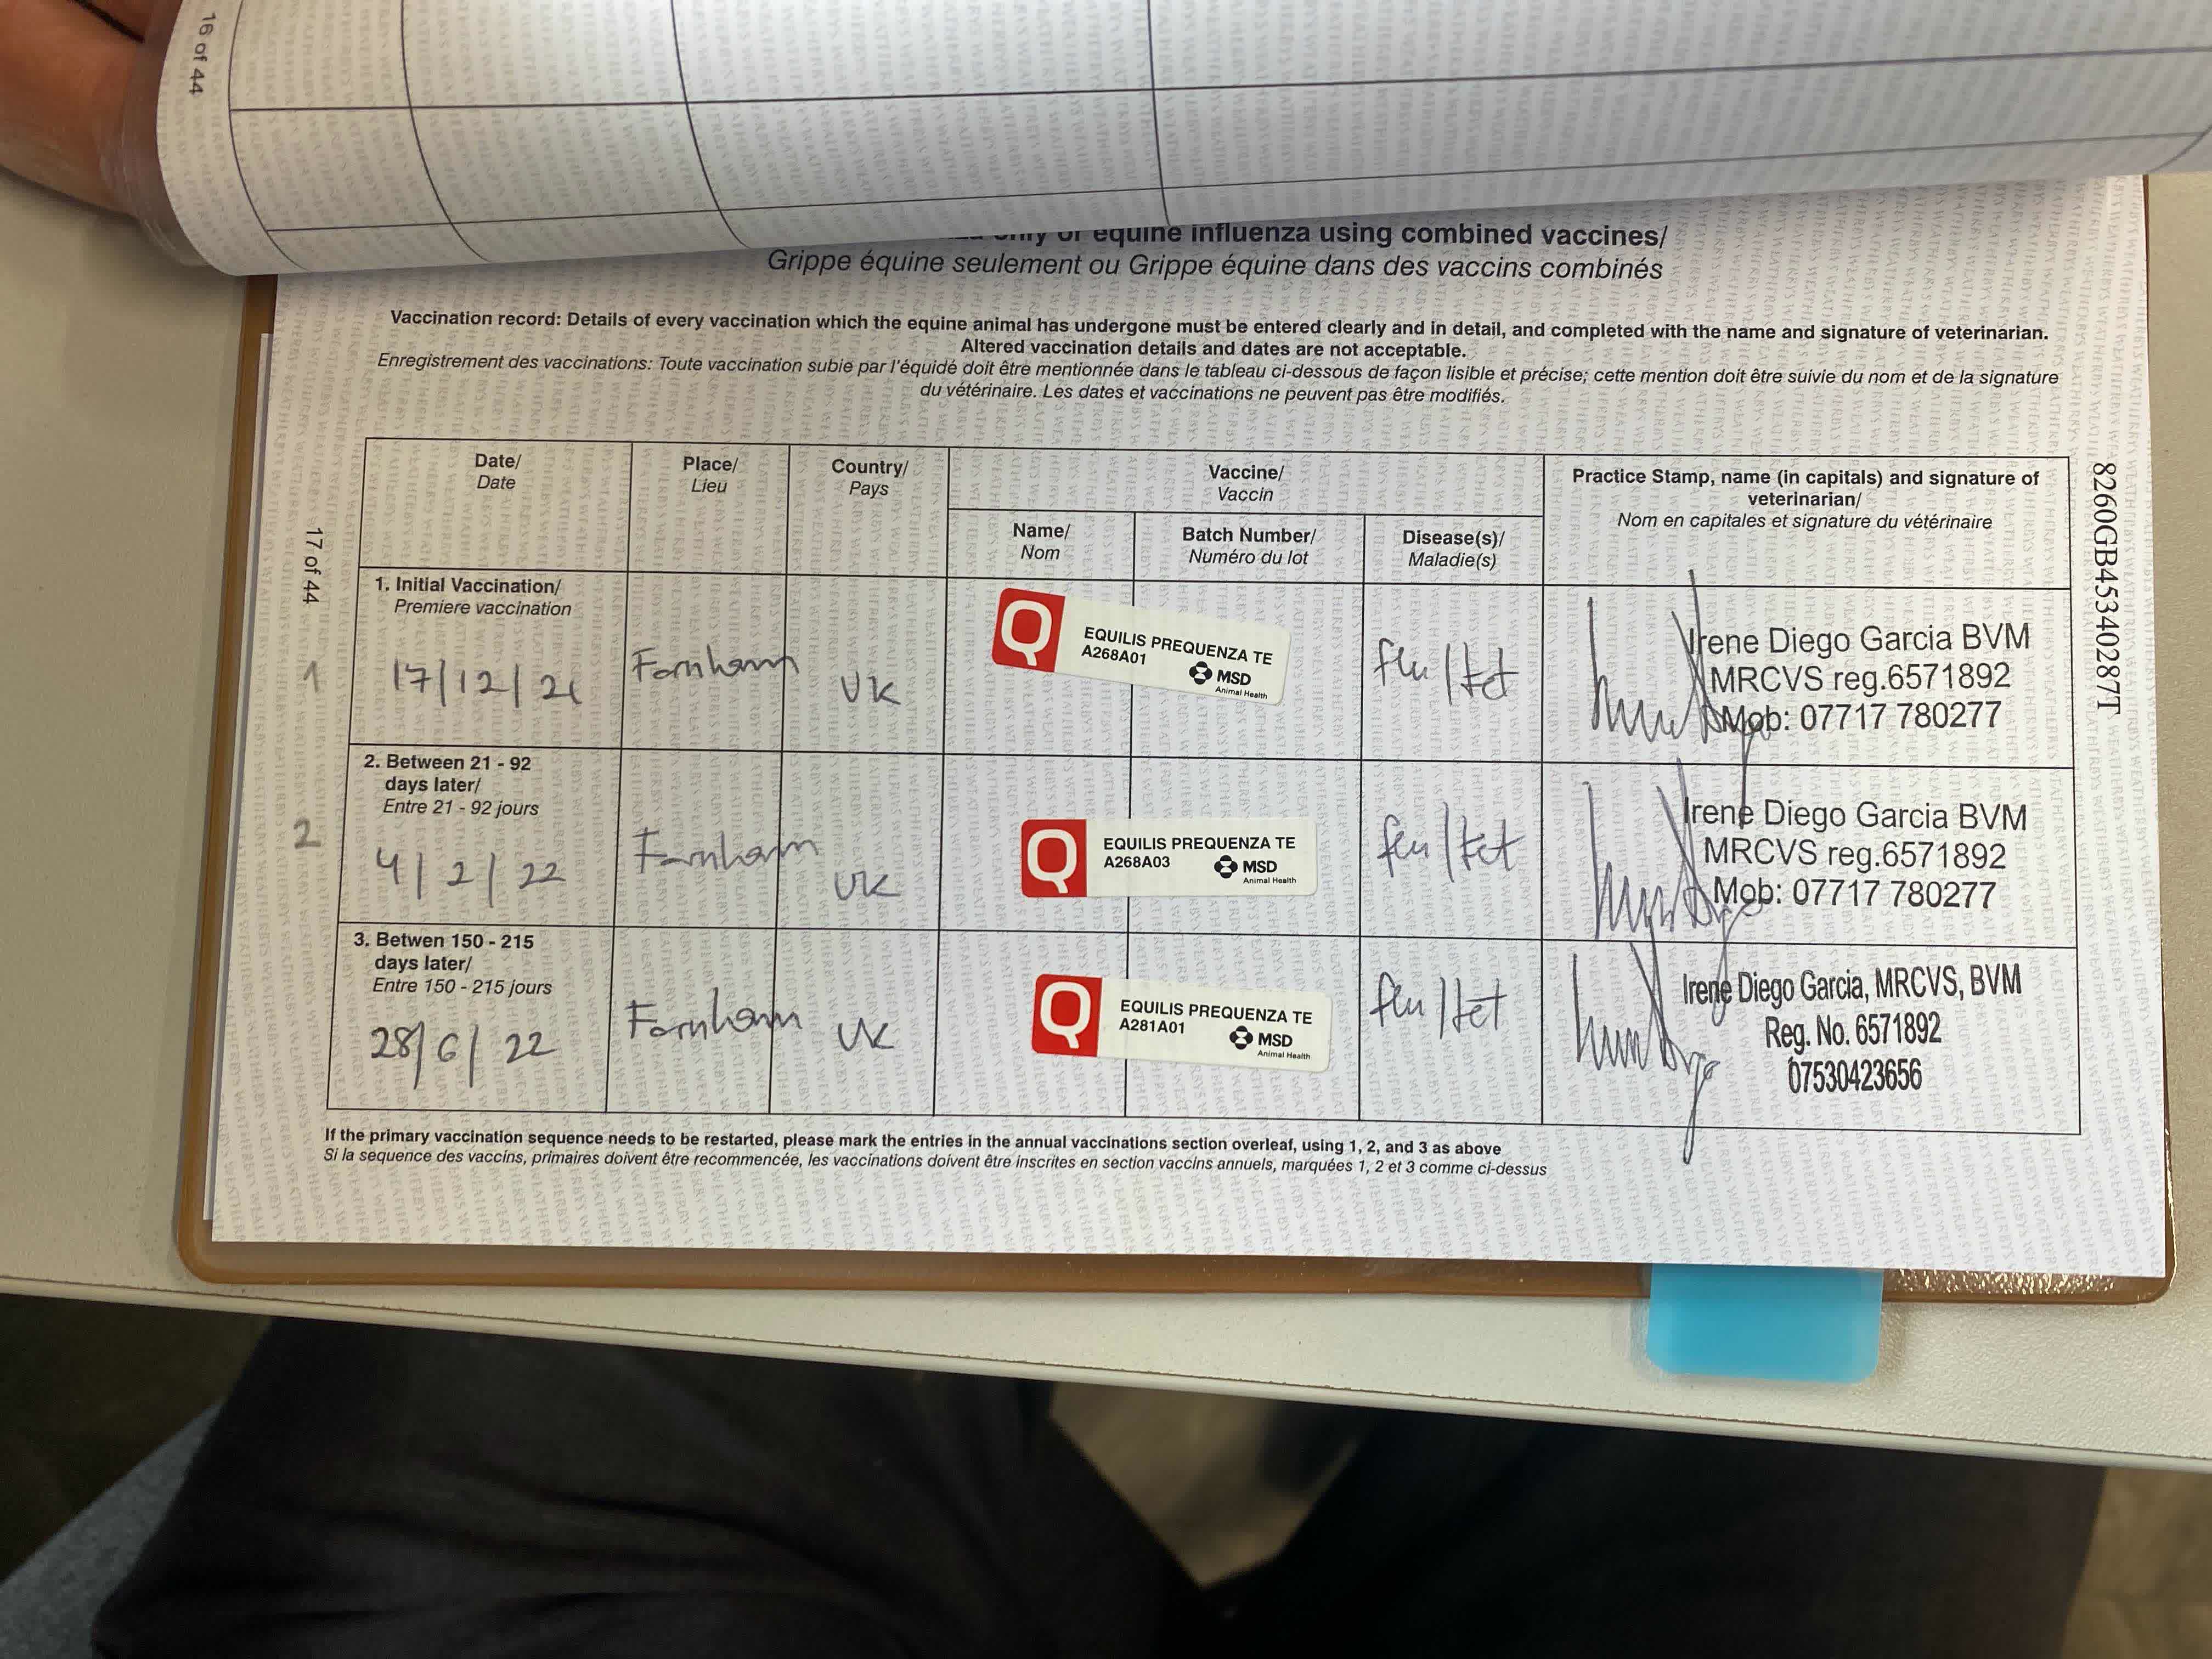 16 of 44
only or equine influenza using combined vaccines/
Grippe équine seulement ou Grippe équine dans des vaccins combinés
Vaccination record: Details of every vaccination which the equine animal has undergone must be entered clearly and in detail, and completed with the name and signature of veterinarian.
Altered vaccination details and dates are not acceptable.
Enregistrement des vaccinations: Toute vaccination subie par l'équidé doit être mentionnée dans le tableau ci-dessous de façon lisible et précise; cette mention doit être suivie du nom et de la signature
du vétérinaire. Les dates et vaccinations ne peuvent pas être modifiés.
Date/
Date
Place/
Lieu
Country/
Pays
Vaccine/
Vaccin
Name/
Nom
Batch Number/
Numéro du lot
Disease(s)/
Maladie(s)
Practice Stamp, name (in capitals) and signature of
veterinarian/
Nom en capitales et signature du vétérinaire
17 of 44
8260GB45340287T
1
1. Initial Vaccination/
Premiere vaccination
17/12/21
Farnham
UK
Q
EQUILIS PREQUENZA TE
A268A01
MSD
Animal Health
flu/tet
Irene Diego Garcia BVM
MRCVS reg.6571892
Mob: 07717 780277
2
2. Between 21 - 92
days later/
Entre 21 - 92 jours
4/2/22
Farnham
UK
Q
EQUILIS PREQUENZA TE
A268A03
MSD
Animal Health
flu/tet
Irene Diego Garcia BVM
MRCVS reg.6571892
Mob: 07717 780277
3. Betwen 150 - 215
days later/
Entre 150 - 215 jours
28/6/22
Farnham
UK
Q
EQUILIS PREQUENZA TE
A281A01
MSD
Animal Health
flu/tet
Irene Diego Garcia, MRCVS, BVM
Reg. No. 6571892
07530423656
If the primary vaccination sequence needs to be restarted, please mark the entries in the annual vaccinations section overleaf, using 1, 2, and 3 as above
Si la sequence des vaccins, primaires doivent être recommencée, les vaccinations doivent être inscrites en section vaccins annuels, marquées 1, 2 et 3 comme ci-dessus